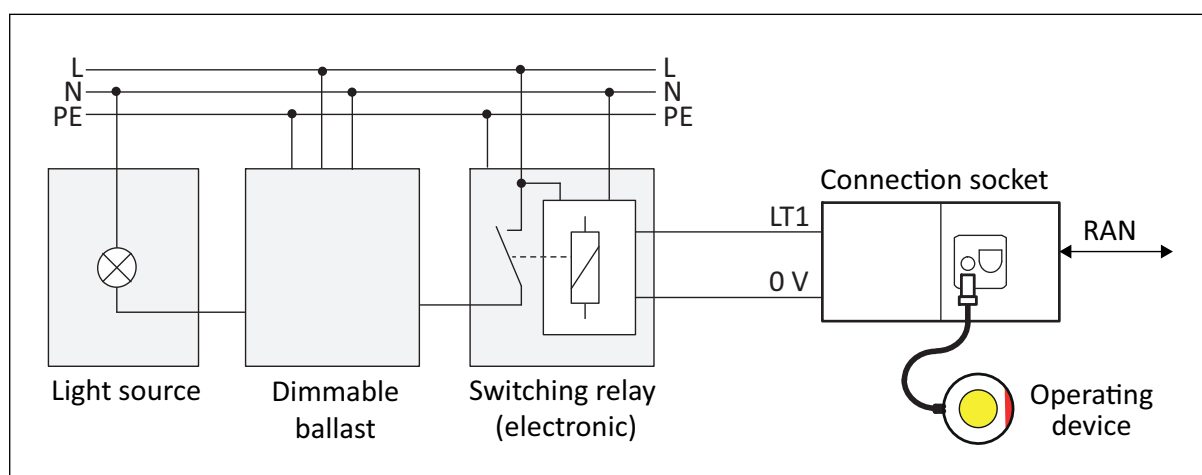 L L
N N
PE PE
Connection socket
LT1
RAN
0 V
Light source
Dimmable
ballast
Switching relay
(electronic)
Operating
device